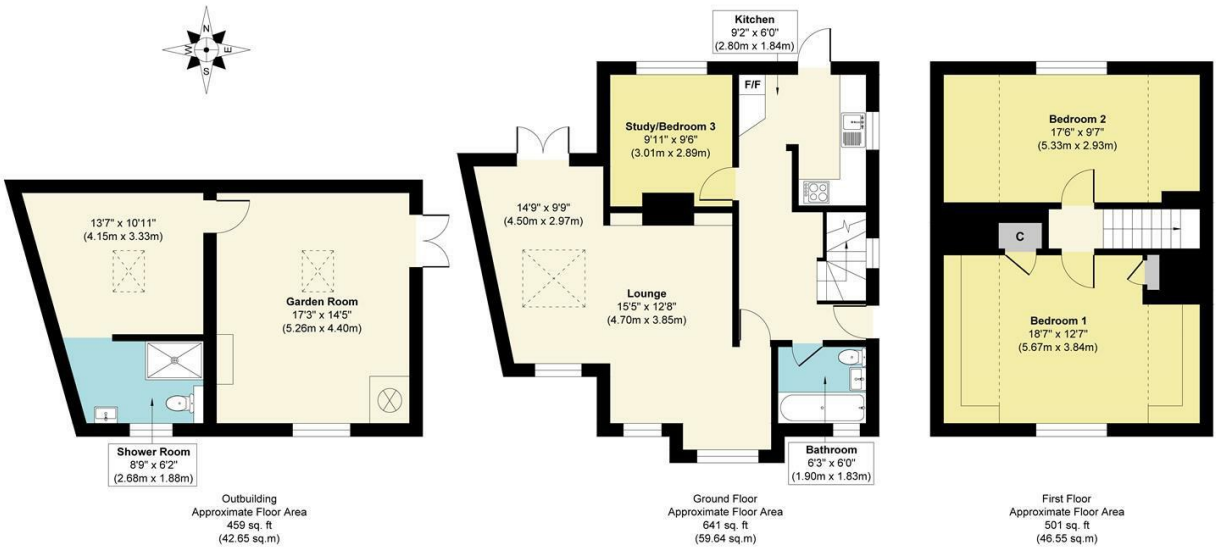 N
W
E
S
13'7" x 10'11"
(4.15m x 3.33m)
Garden Room
17'3" x 14'5"
(5.26m x 4.40m)
Shower Room
8'9" x 6'2"
(2.68m x 1.88m)
Outbuilding
Approximate Floor Area
459 sq. ft
(42.65 sq.m)
Kitchen
9'2" x 6'0"
(2.80m x 1.84m)
F/F
Study/Bedroom 3
9'11" x 9'6"
(3.01m x 2.89m)
14'9" x 9'9"
(4.50m x 2.97m)
Lounge
15'5" x 12'8"
(4.70m x 3.85m)
Bathroom
6'3" x 6'0"
(1.90m x 1.83m)
Ground Floor
Approximate Floor Area
641 sq. ft
(59.64 sq.m)
Bedroom 2
17'6" x 9'7"
(5.33m x 2.93m)
C
Bedroom 1
18'7" x 12'7"
(5.67m x 3.84m)
First Floor
Approximate Floor Area
501 sq. ft
(46.55 sq.m)